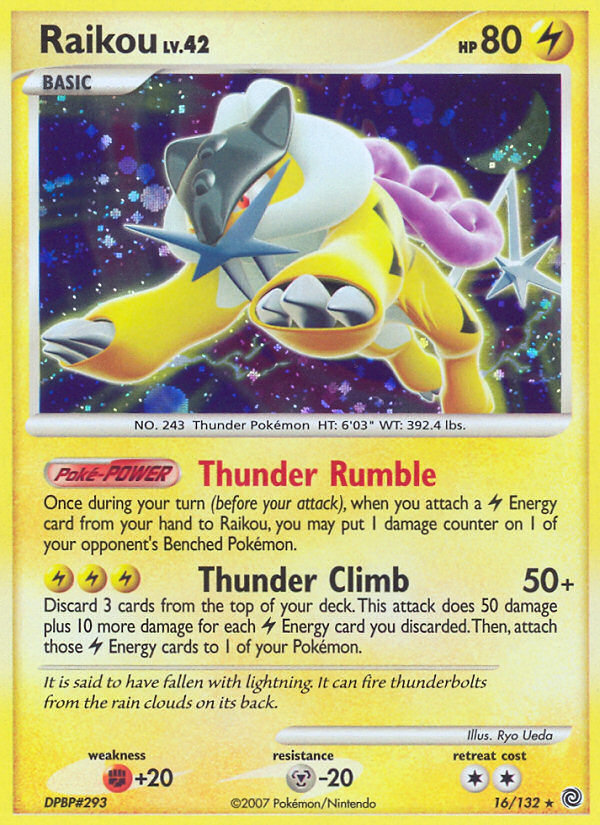 Raikou LV.42 HP 80
BASIC
NO. 243 Thunder Pokémon HT: 6'03" WT: 392.4 lbs.
Poké-POWER Thunder Rumble
Once during your turn (before your attack), when you attach a Energy
card from your hand to Raikou, you may put 1 damage counter on 1 of
your opponent's Benched Pokémon.
Thunder Climb 50+
Discard 3 cards from the top of your deck. This attack does 50 damage
plus 10 more damage for each Energy card you discarded. Then, attach
those Energy cards to 1 of your Pokémon.
It is said to have fallen with lightning. It can fire thunderbolts
from the rain clouds on its back.
Illus. Ryo Ueda
weakness resistance retreat cost
+20 -20
DPBP#293 ©2007 Pokémon/Nintendo 16/132 ★